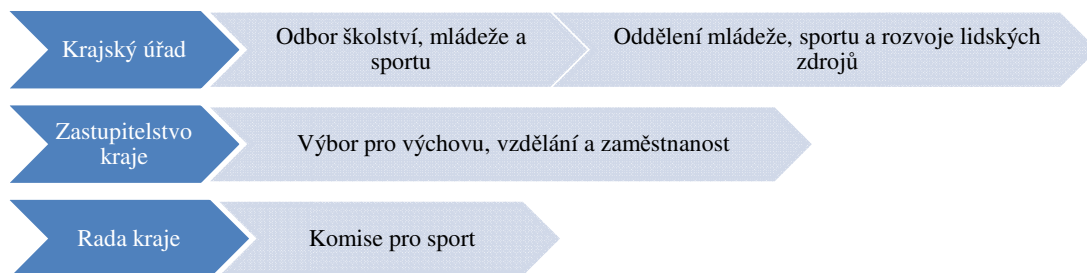 Krajský úřad
Odbor školství, mládeže a
sportu
Oddělení mládeže, sportu a rozvoje lidských
zdrojů
Zastupitelstvo
kraje
Výbor pro výchovu, vzdělání a zaměstnanost
Rada kraje
Komise pro sport